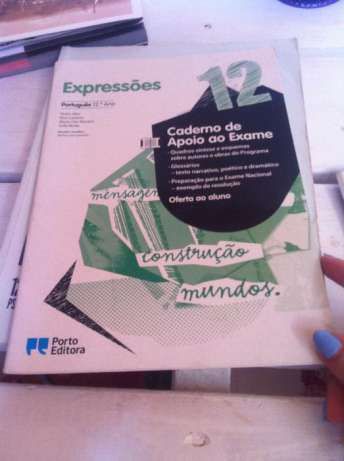 Expressões
12
Português 12.º Ano
Caderno de
Apoio ao Exame
- Quadros síntese e esquemas
sobre autores e obras do Programa
- Glossários
- texto narrativo, poético e dramático
- Preparação para o Exame Nacional
- exemplo de resolução
Oferta ao aluno
mensagen
construção
mundos.
Porto
Editora